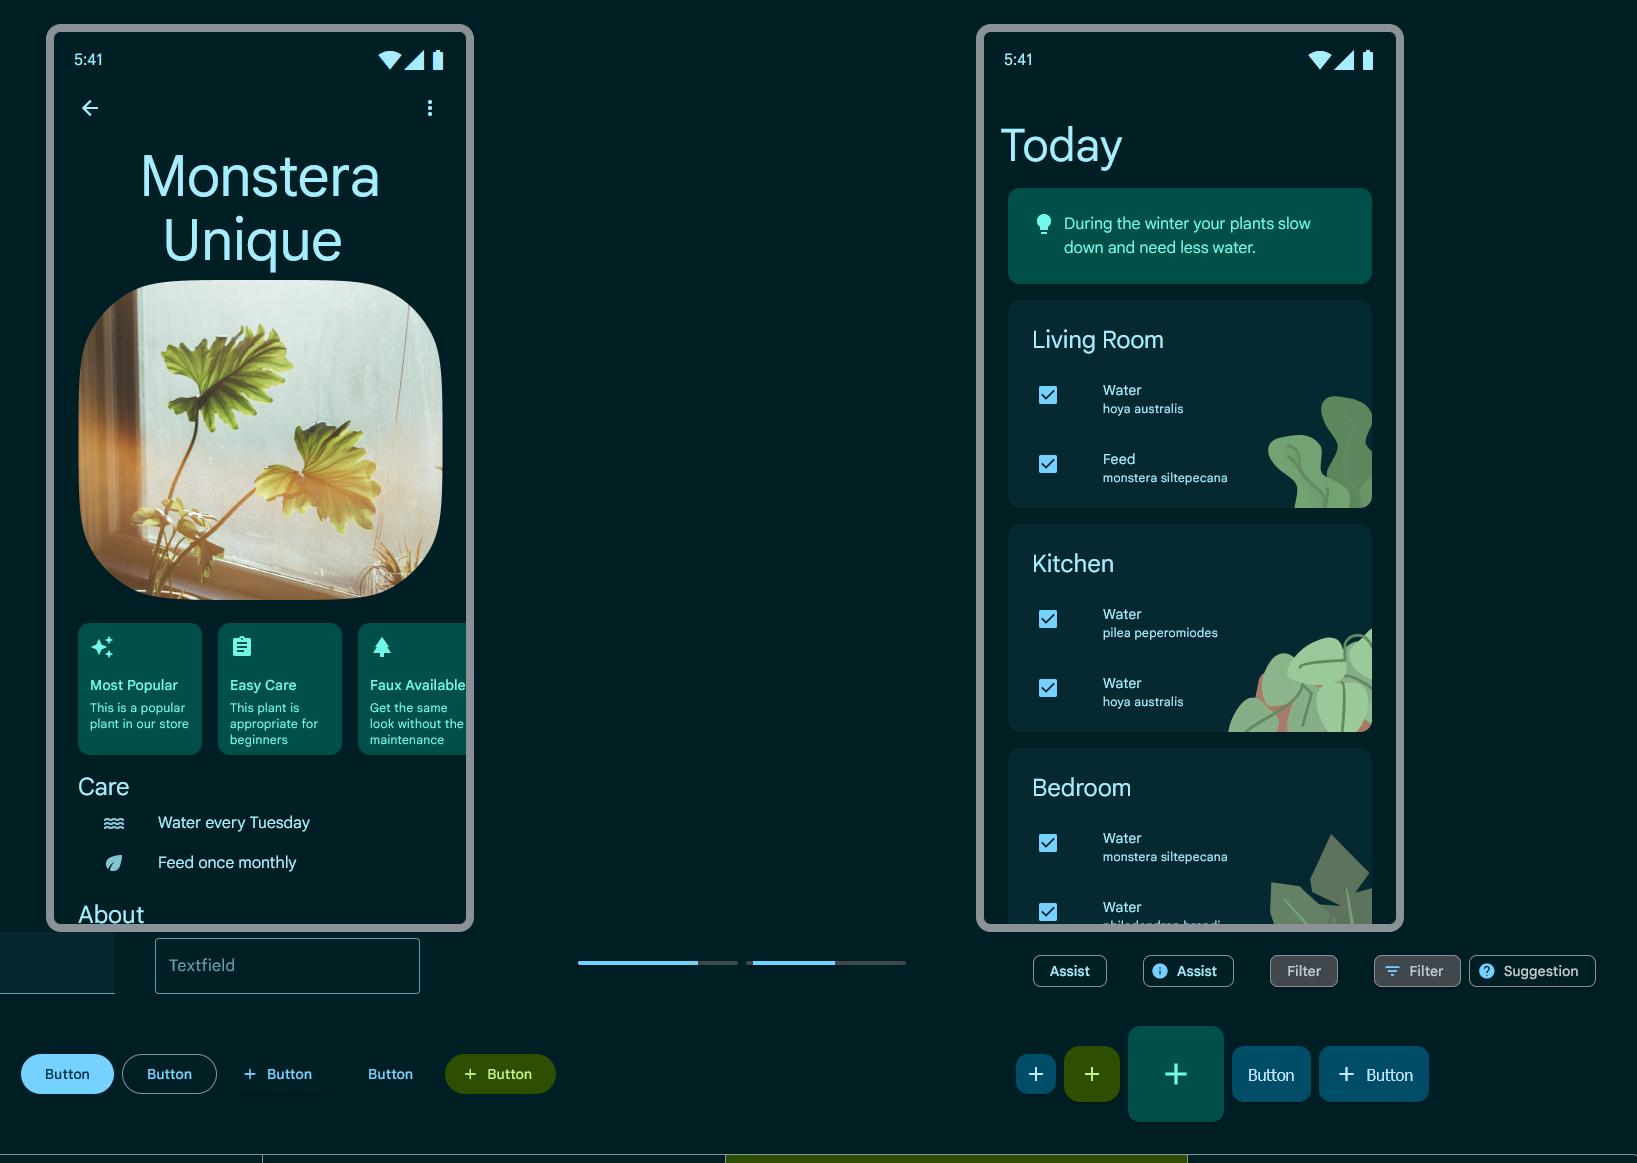 5:41
Monstera
Unique
Most Popular
This is a popular
plant in our store
Easy Care
This plant is
appropriate for
beginners
Faux Available
Get the same
look without the
maintenance
Care
Water every Tuesday
Feed once monthly
About
5:41
Today
During the winter your plants slow
down and need less water.
Living Room
Water
hoya australis
Feed
monstera siltepecana
Kitchen
Water
pilea peperomiodes
Water
hoya australis
Bedroom
Water
monstera siltepecana
Water
Textfield
Assist
Assist
Filter
Filter
Suggestion
Button
Button
Button
Button
Button
Button
Button